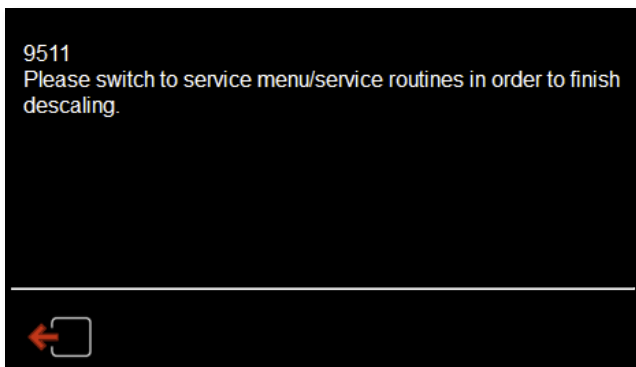 9511
Please switch to service menu/service routines in order to finish
descaling.